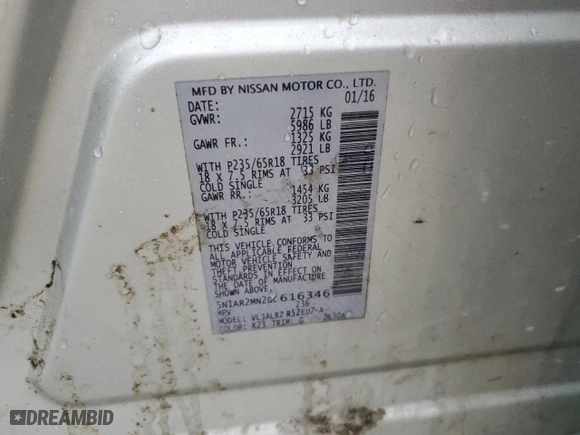 MFD BY NISSAN MOTOR CO., LTD.
DATE: 01/16
GVWR: 2715 KG
5986 LB
GAWR FR.: 1325 KG
2921 LB
WITH P235/65R18 TIRES
18 X 7.5 RIMS AT 33 PSI
COLD SINGLE
GAWR RR.: 1454 KG
3205 LB
WITH P235/65R18 TIRES
18 X 7.5 RIMS AT 33 PSI
COLD SINGLE
THIS VEHICLE CONFORMS TO
ALL APPLICABLE FEDERAL
MOTOR VEHICLE SAFETY AND
THEFT PREVENTION
STANDARDS IN EFFECT ON
THE DATE OF MANUFACTURE
SHOWN ABOVE.
5N1AR2MN2GC616346
MPV 236
MODEL:
COLOR: K23 TRIM: G
DREAMBID